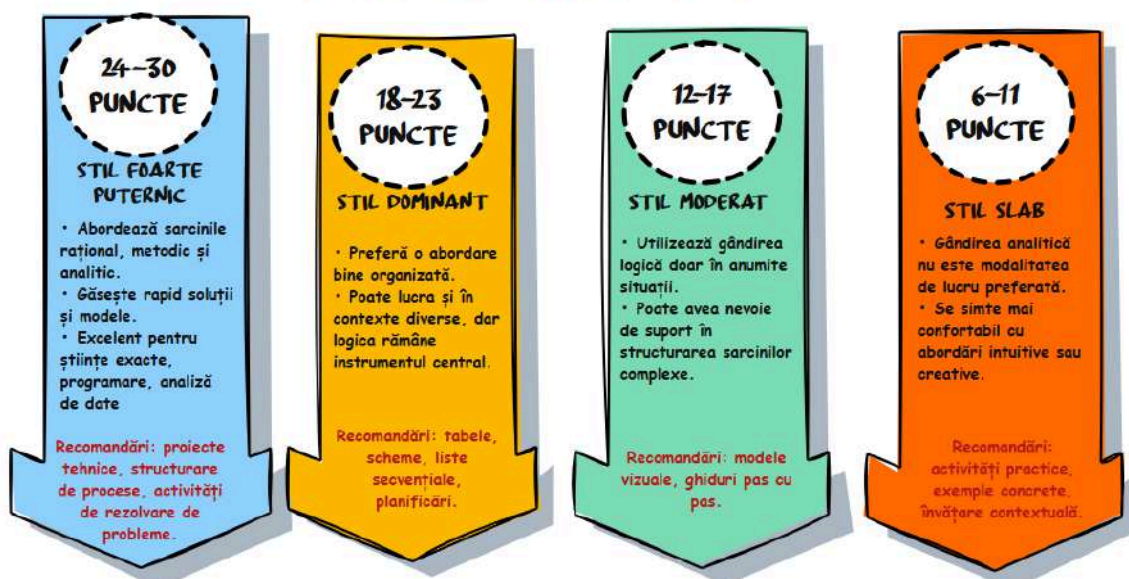 24–30
PUNCTE
STIL FOARTE
PUTERNIC
• Abordează sarcinile
rațional, metodic și
analitic.
• Găsește rapid soluții
și modele.
• Excelent pentru
științe exacte,
programare, analiză
de date
Recomandări: proiecte
tehnice, structurare
de procese, activități
de rezolvare de
probleme.
18–23
PUNCTE
STIL DOMINANT
• Preferă o abordare
bine organizată.
• Poate lucra și în
contexte diverse, dar
logica rămâne
instrumentul central.
Recomandări: tabele,
scheme, liste
secvențiale,
planificări.
12–17
PUNCTE
STIL MODERAT
• Utilizează gândirea
logică doar în anumite
situații.
• Poate avea nevoie
de suport în
structurarea sarcinilor
complexe.
Recomandări: modele
vizuale, ghiduri pas cu
pas.
6–11
PUNCTE
STIL SLAB
• Gândirea analitică
nu este modalitatea
de lucru preferată.
• Se simte mai
confortabil cu
abordări intuitive sau
creative.
Recomandări:
activități practice,
exemple concrete,
învățare contextuală.